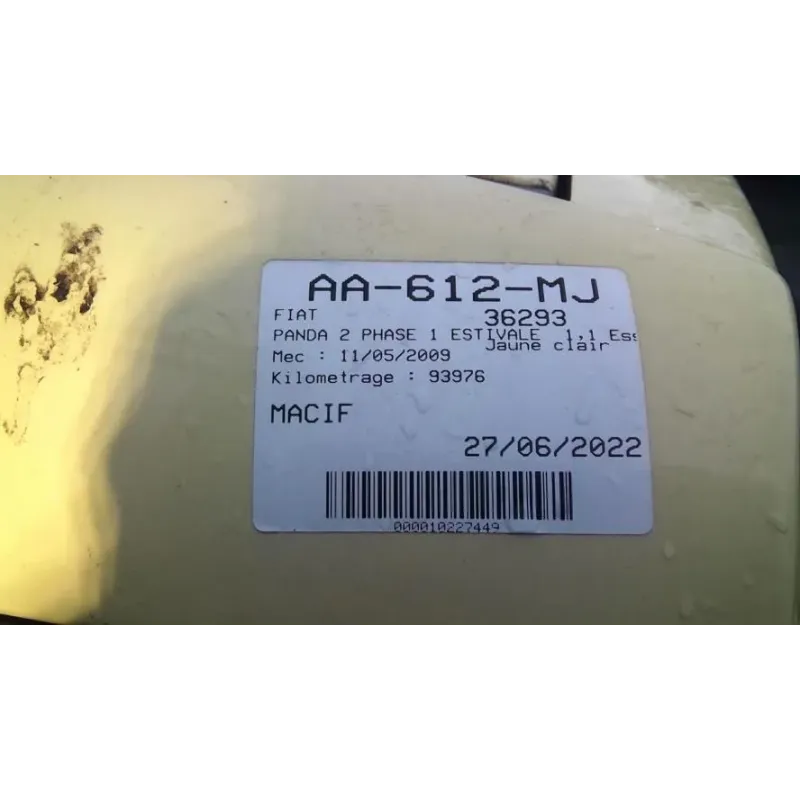 AA-612-MJ
FIAT 36293
PANDA 2 PHASE 1 ESTIVALE 1,1 Ess
Jaune clair
Mec : 11/05/2009
Kilometrage : 93976
MACIF
27/06/2022
000010227449